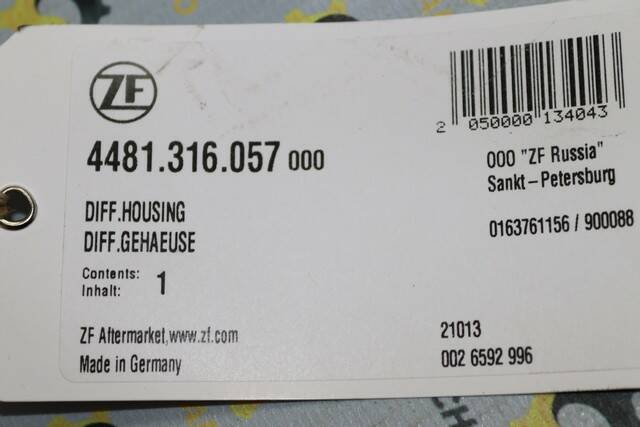 ZF
4481.316.057 000
DIFF.HOUSING
DIFF.GEHAEUSE
Contents:
Inhalt: 1
ZF Aftermarket,www.zf.com
Made in Germany
2 050000 134043
OOO "ZF Russia"
Sankt-Petersburg
0163761156 / 900088
21013
002 6592 996
CH